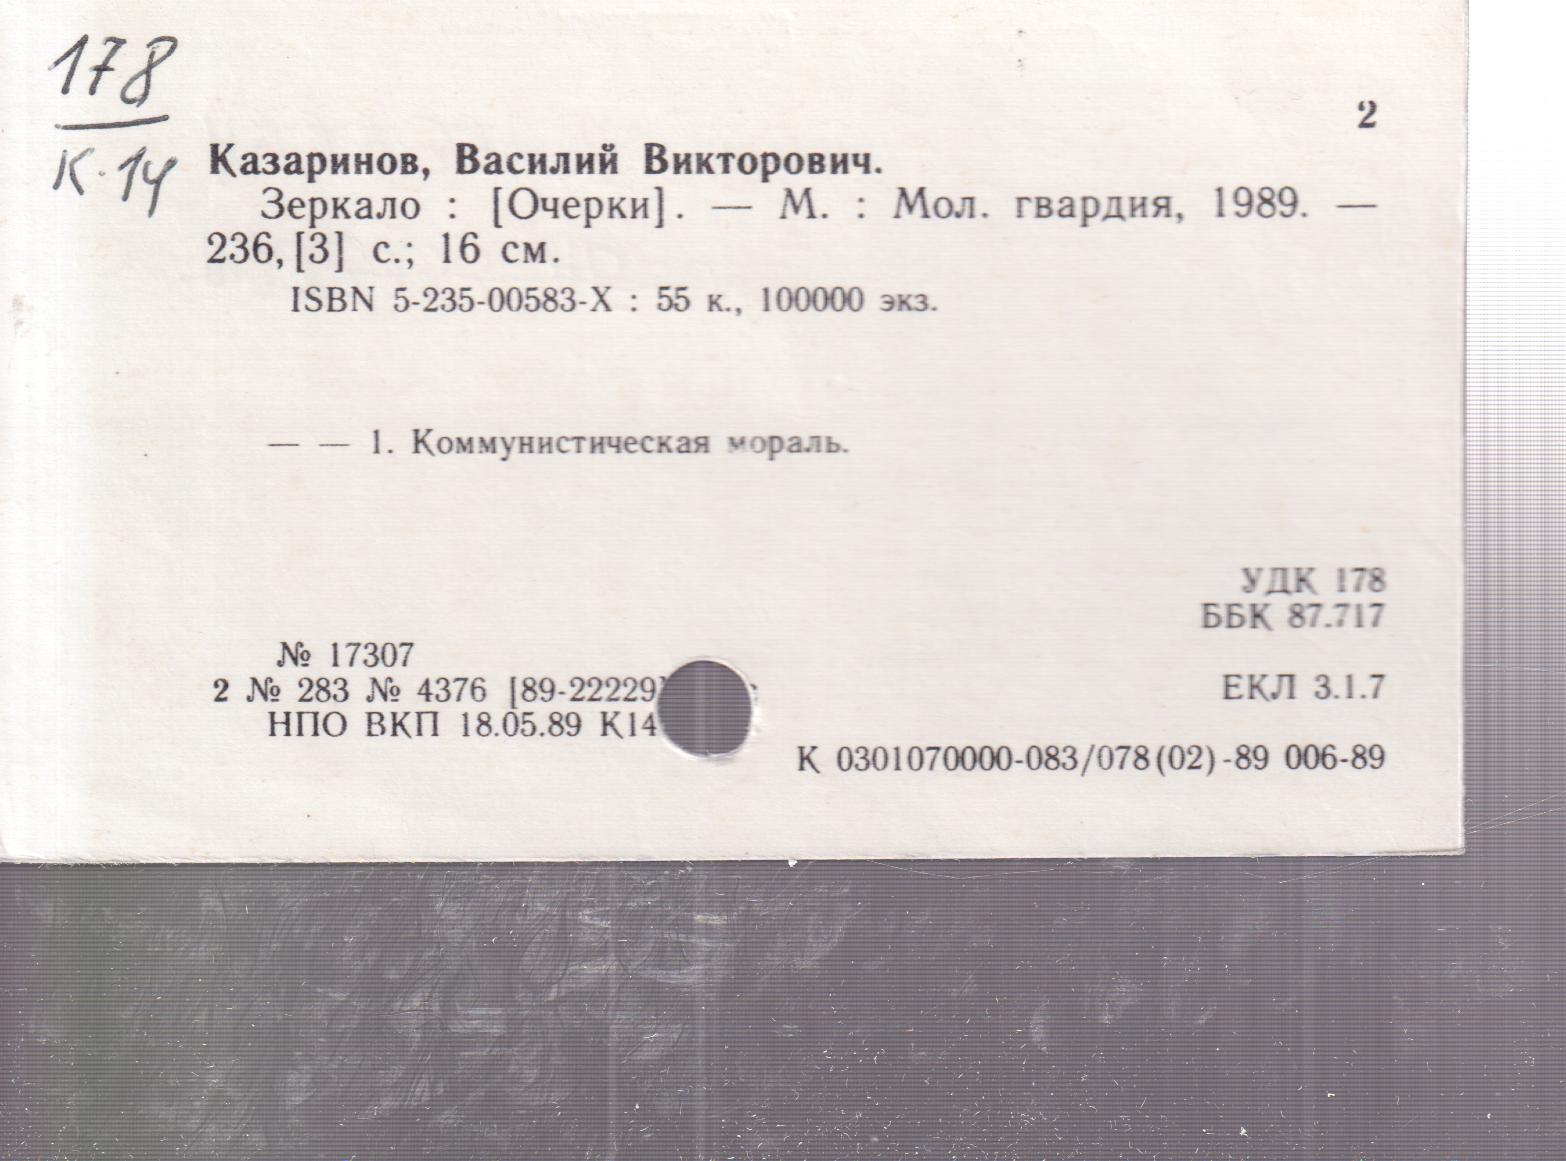 178
К-14
2
Казаринов, Василий Викторович.
Зеркало : [Очерки]. — М. : Мол. гвардия, 1989. —
236, [3] с.; 16 см.
ISBN 5-235-00583-X : 55 к., 100000 экз.
— — 1. Коммунистическая мораль.
УДК 178
ББК 87.717
№ 17307
2 № 283 № 4376 [89-22229]
ЕКЛ 3.1.7
НПО ВКП 18.05.89 К14
К 0301070000-083/078(02)-89 006-89